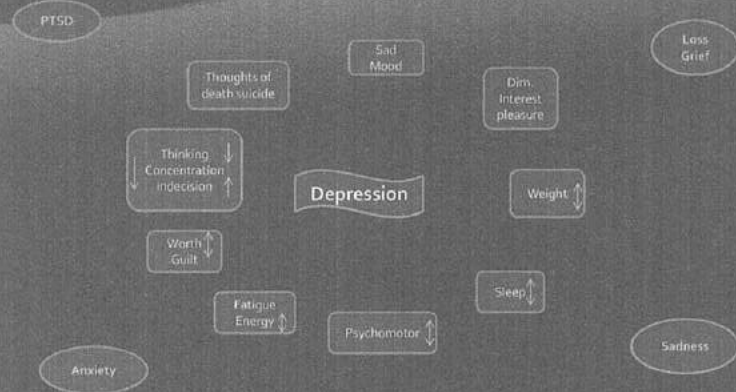 PTSD
Sad
Mood
Loss
Grief
Thoughts of
death suicide
Dim.
Interest
pleasure
Thinking
Concentration
indecision
Depression
Weight
Worth
Guilt
Sleep
Fatigue
Energy
Psychomotor
Anxiety
Sadness